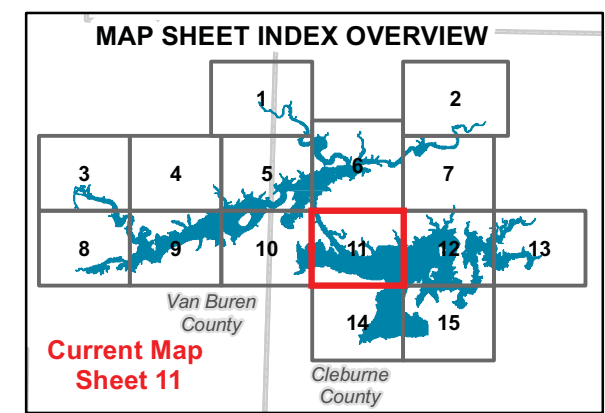 MAP SHEET INDEX OVERVIEW
1
2
3
4
5
6
7
8
9
10
11
12
13
Van Buren
County
14
15
Current Map
Sheet 11
Cleburne
County